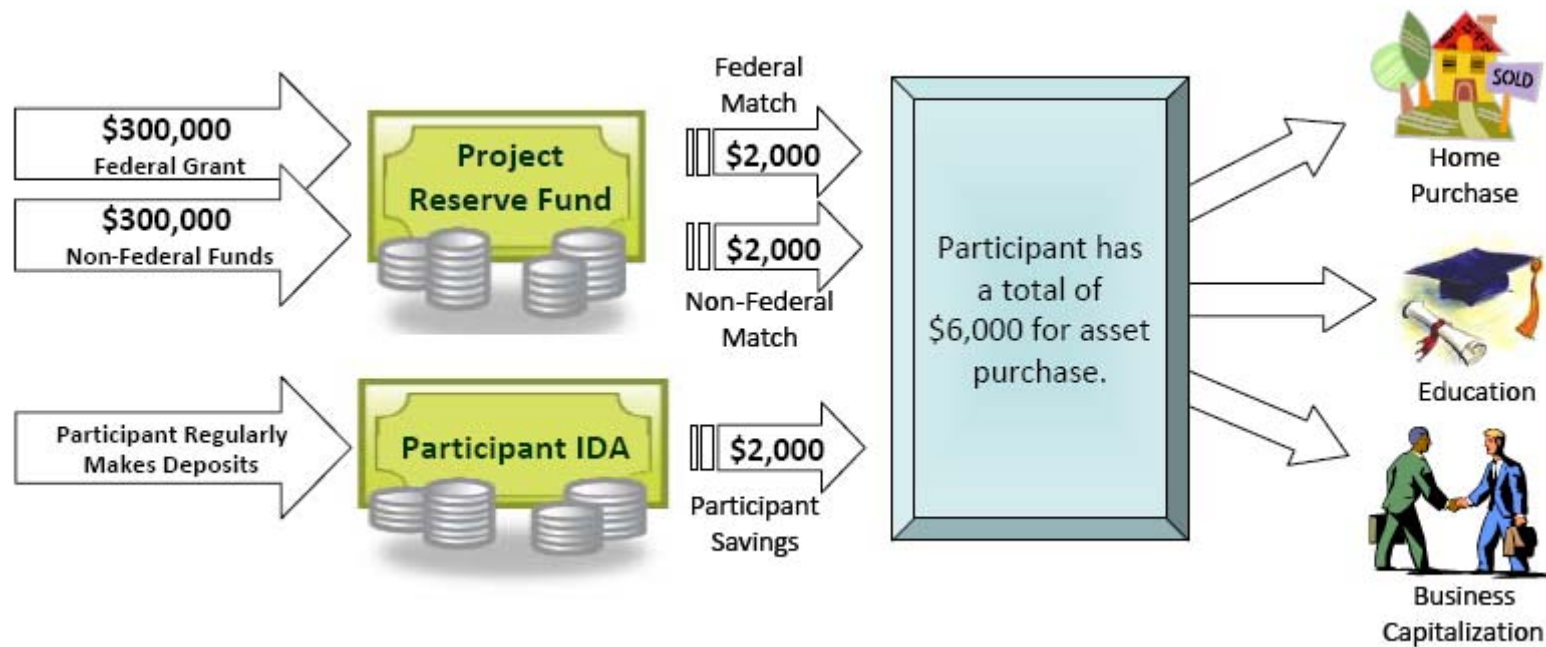 $300,000
Federal Grant
$300,000
Non-Federal Funds
Project
Reserve Fund
Federal
Match
$2,000
$2,000
Non-Federal
Match
Participant Regularly
Makes Deposits
Participant IDA
$2,000
Participant
Savings
Participant has
a total of
$6,000 for asset
purchase.
SOLD
Home
Purchase
Education
Business
Capitalization